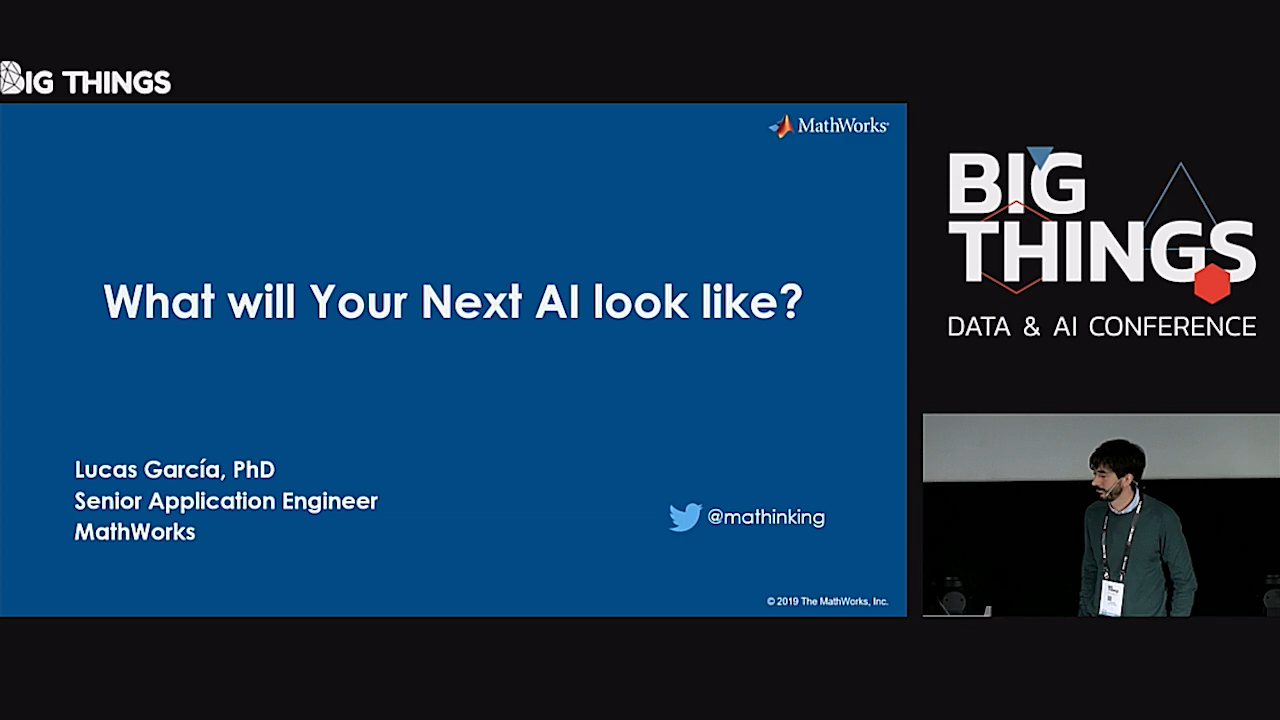 BIG THINGS
MathWorks®
What will Your Next AI look like?
Lucas García, PhD
Senior Application Engineer
MathWorks
@mathinking
© 2019 The MathWorks, Inc.
BIG
THINGS
DATA & AI CONFERENCE